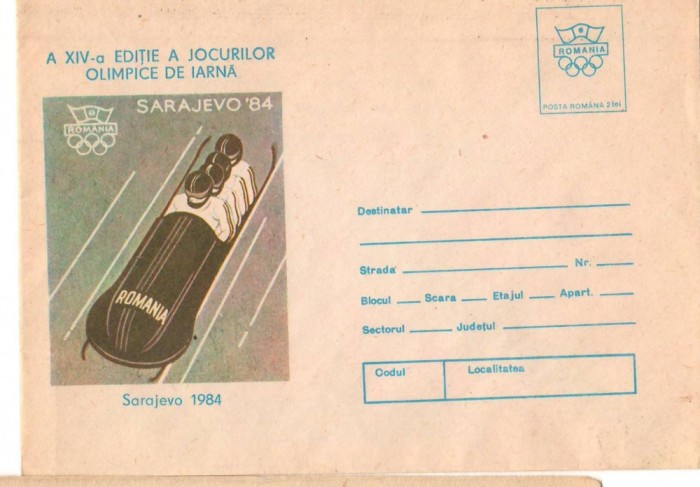 A XIV-a EDIȚIE A JOCURILOR
OLIMPICE DE IARNĂ
SARAJEVO '84
ROMANIA
ROMANIA
Sarajevo 1984
ROMANIA
POSTA ROMÂNA 2 lei
Destinatar
Strada Nr.
Blocul Scara Etajul Apart.
Sectorul Județul
Codul Localitatea